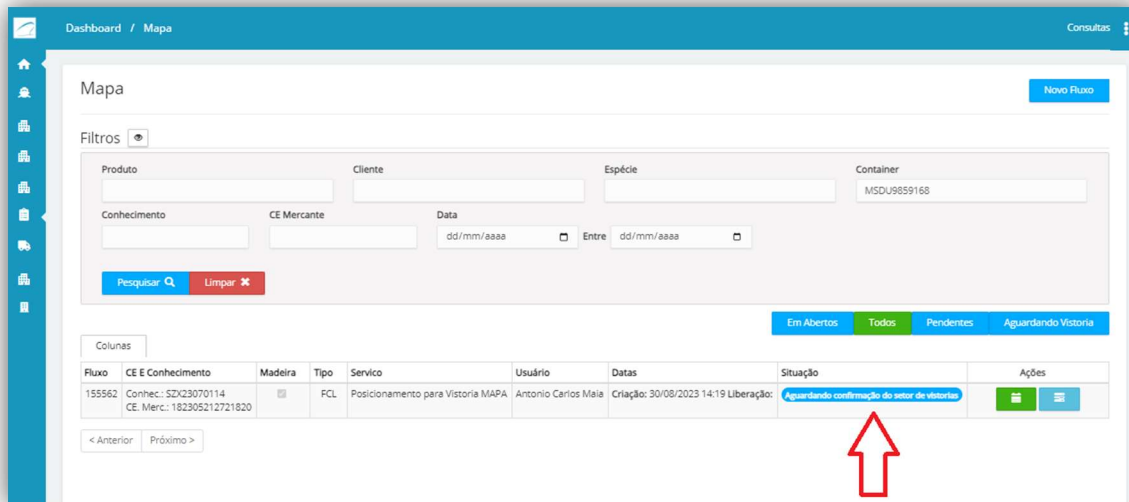 Dashboard / Mapa
Consultas
Mapa
Novo Fluxo
Filtros
Produto
Cliente
Espécie
Container
MSDU9859168
Conhecimento
CE Mercante
Data
dd/mm/aaaa Entre dd/mm/aaaa
Pesquisar
Limpar
Em Abertos
Todos
Pendentes
Aguardando Vistoria
Colunas
Fluxo CE E Conhecimento Madeira Tipo Servico Usuário Datas Situação Ações
155562 Conhec.: SZX23070114 FCL Posicionamento para Vistoria MAPA Antonio Carlos Maia Criação: 30/08/2023 14:19 Liberação: Aguardando confirmação do setor de vistorias
CE. Merc.: 182305212721820
< Anterior Próximo >